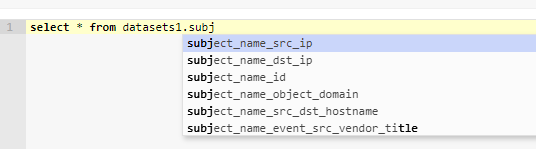 1 select * from datasets1.subj
subject_name_src_ip
subject_name_dst_ip
subject_name_id
subject_name_object_domain
subject_name_src_dst_hostname
subject_name_event_src_vendor_title